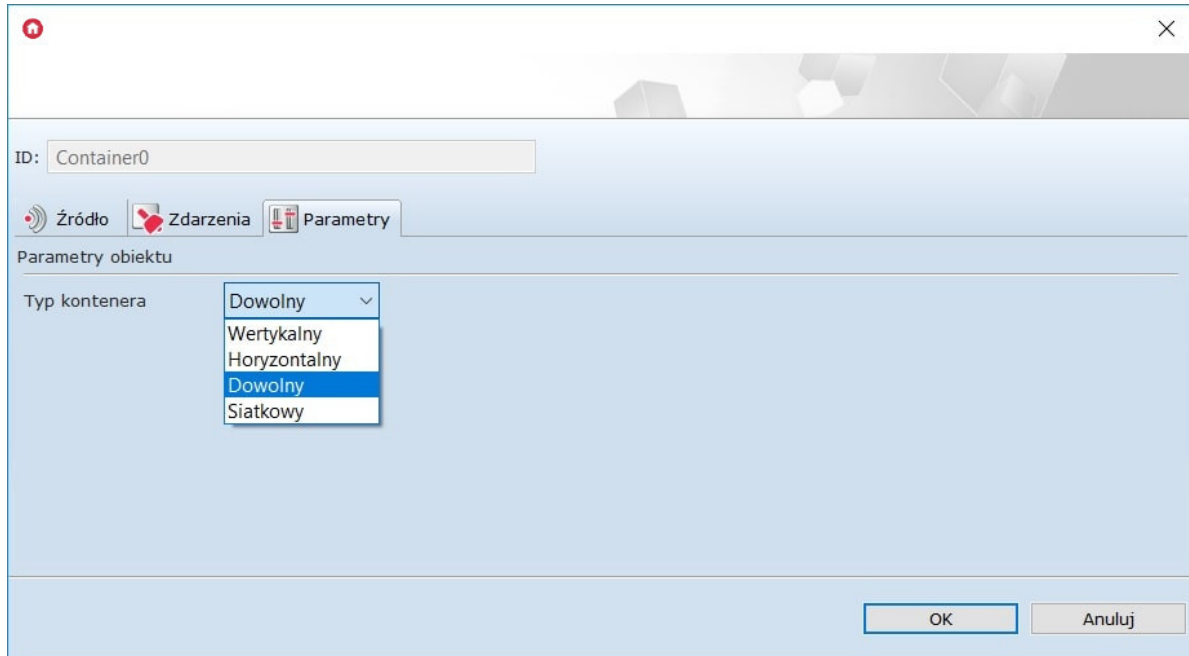 ID: Container0
Źródło Zdarzenia Parametry
Parametry obiektu
Typ kontenera Dowolny
Wertykalny
Horyzontalny
Dowolny
Siatkowy
OK Anuluj